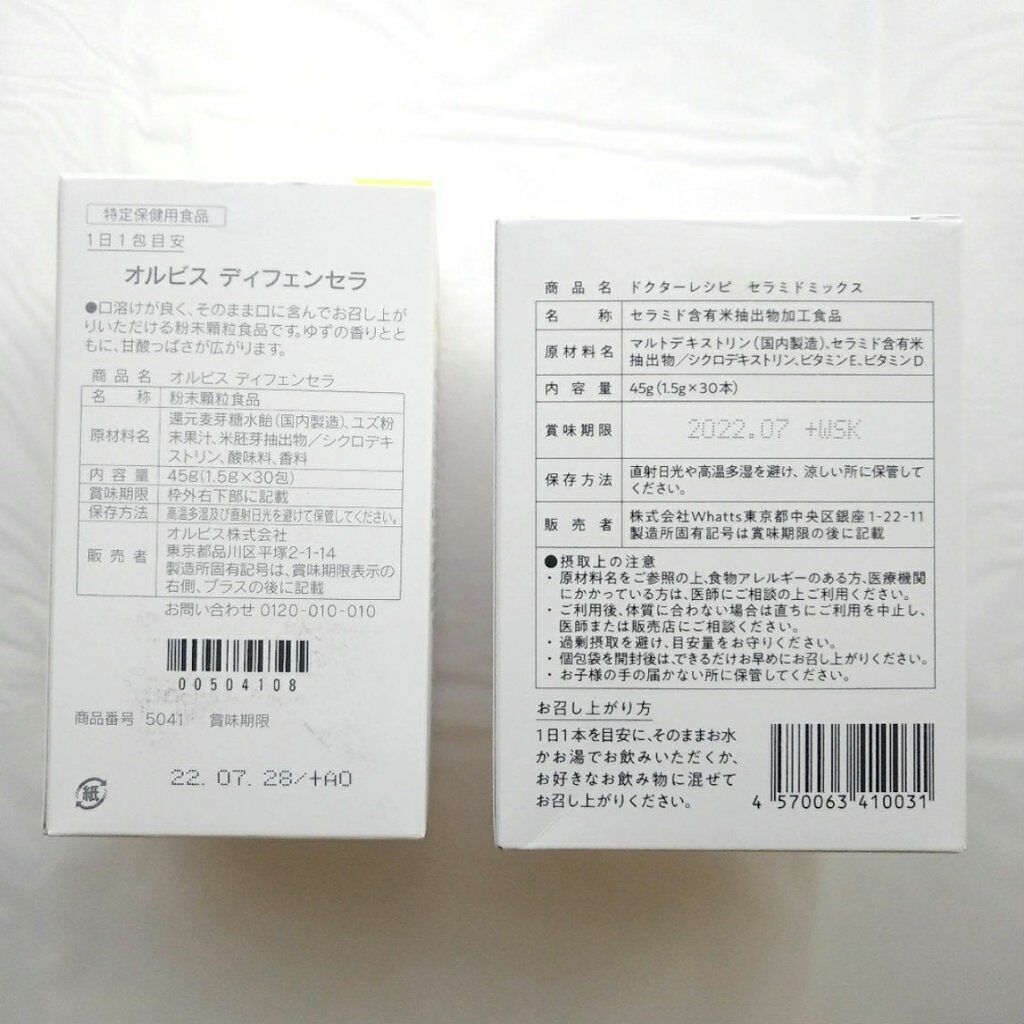 特定保健用食品
1日1包目安
オルビス ディフェンセラ
●口溶けが良く、そのまま口に含んでお召し上が
りいただける粉末顆粒食品です。ゆずの香りとと
もに、甘酸っぱさが広がります。
商品名 オルビス ディフェンセラ
名称 粉末顆粒食品
原材料名 還元麦芽糖水飴(国内製造)、ユズ粉
末果汁、米胚芽抽出物/シクロデキ
ストリン、酸味料、香料
内容量 45g(1.5g×30包)
賞味期限 枠外右下部に記載
保存方法 高温多湿及び直射日光を避けて保管してください。
販売者 オルビス株式会社
東京都品川区平塚2-1-14
製造所固有記号は、賞味期限表示の
右側、プラスの後に記載
お問い合わせ 0120-010-010
00504108
商品番号 5041 賞味期限
22.07.28/+AO
紙
商品名 ドクターレシピ セラミドミックス
名称 セラミド含有米抽出物加工食品
原材料名 マルトデキストリン(国内製造)、セラミド含有米
抽出物/シクロデキストリン、ビタミンE、ビタミンD
内容量 45g(1.5g×30本)
賞味期限 2022.07 +WSK
保存方法 直射日光や高温多湿を避け、涼しい所に保管して
ください。
販売者 株式会社Whatts東京都中央区銀座1-22-11
製造所固有記号は賞味期限の後に記載
●摂取上の注意
・原材料名をご参照の上、食物アレルギーのある方、医療機関
にかかっている方は、医師にご相談の上ご利用ください。
・ご利用後、体質に合わない場合は直ちにご利用を中止し、
医師または販売店にご相談ください。
・過剰摂取を避け、目安量をお守りください。
・個包袋を開封後は、できるだけお早めにお召し上がりください。
・お子様の手の届かない所に保管してください。
お召し上がり方
1日1本を目安に、そのままお水
かお湯でお飲みいただくか、
お好きなお飲み物に混ぜて
お召し上がりください。
4 570063 410031